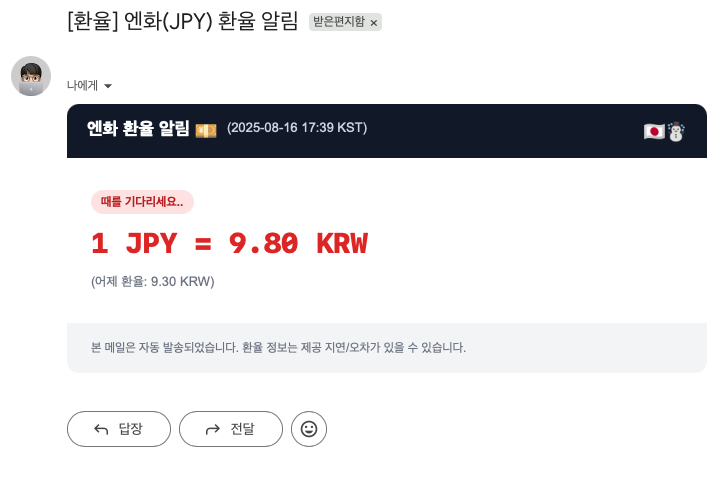 [환율] 엔화(JPY) 환율 알림 받은편지함 ×
나에게
엔화 환율 알림 💴 (2025-08-16 17:39 KST) 🇯🇵☃️
때를 기다리세요..
1 JPY = 9.80 KRW
(어제 환율: 9.30 KRW)
본 메일은 자동 발송되었습니다. 환율 정보는 제공 지연/오차가 있을 수 있습니다.
답장 전달